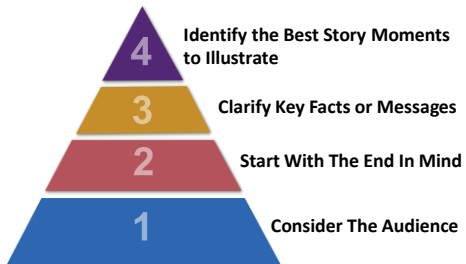 4
Identify the Best Story Moments
to Illustrate
3
Clarify Key Facts or Messages
2
Start With The End In Mind
1
Consider The Audience